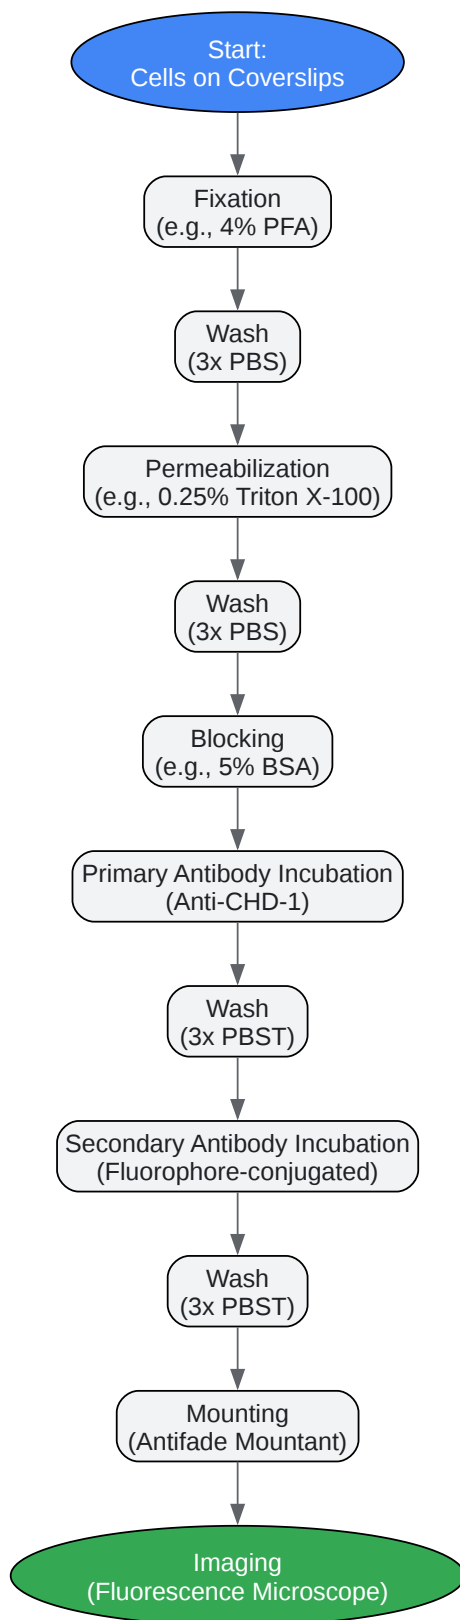 Start:
Cells on Coverslips
Fixation
(e.g., 4% PFA)
Wash
(3x PBS)
Permeabilization
(e.g., 0.25% Triton X-100)
Wash
(3x PBS)
Blocking
(e.g., 5% BSA)
Primary Antibody Incubation
(Anti-CHD-1)
Wash
(3x PBST)
Secondary Antibody Incubation
(Fluorophore-conjugated)
Wash
(3x PBST)
Mounting
(Antifade Mountant)
Imaging
(Fluorescence Microscope)